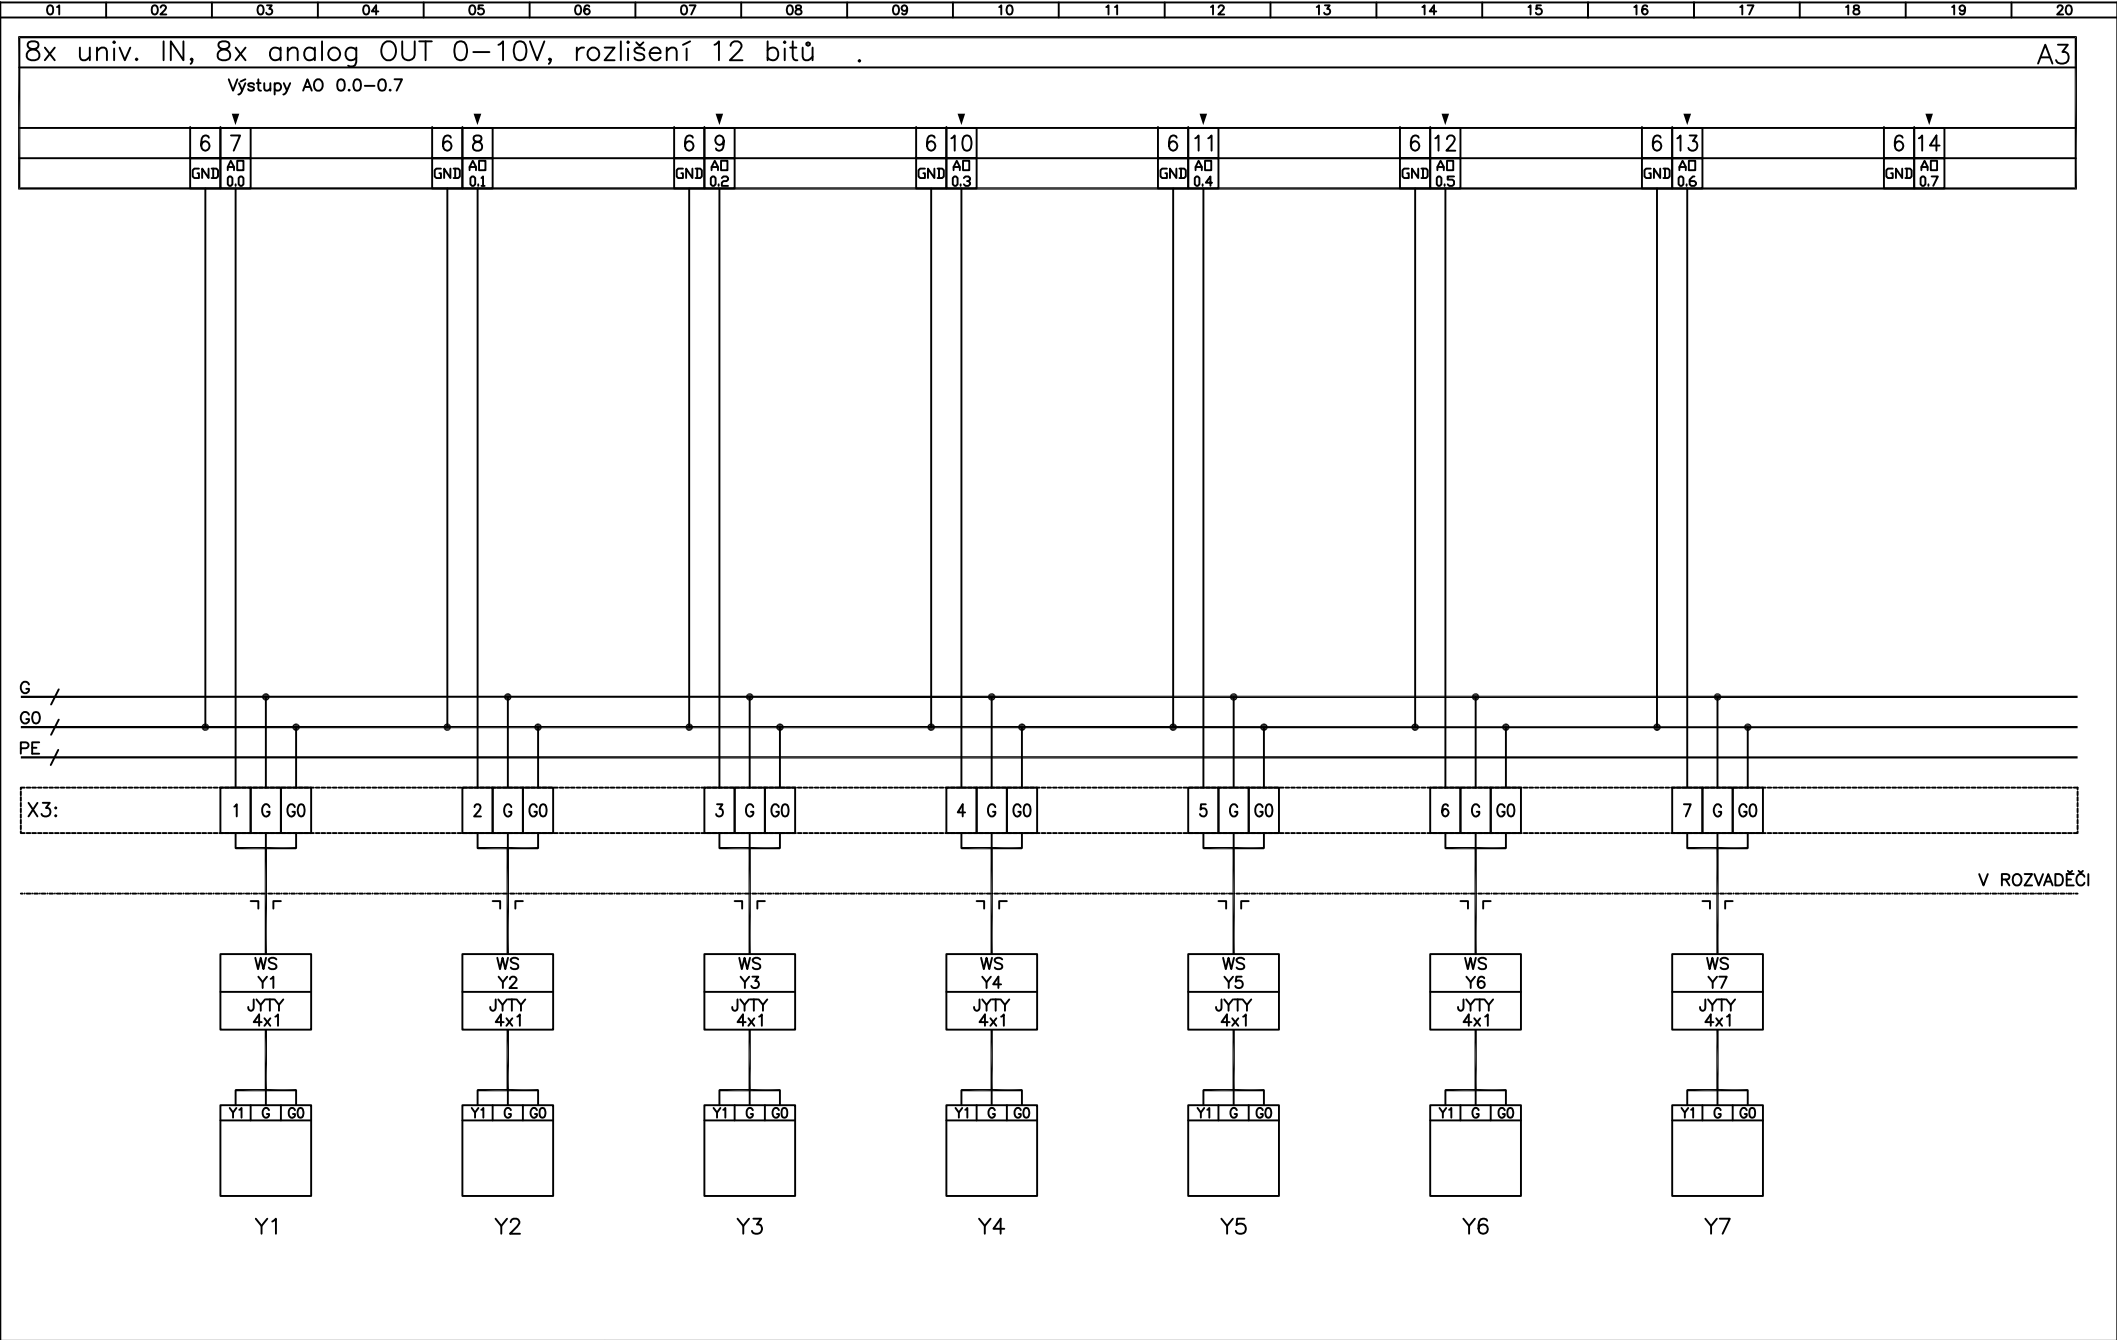 01 02 03 04 05 06 07 08 09 10 11 12 13 14 15 16 17 18 19 20
8x univ. IN, 8x analog OUT 0-10V, rozlišení 12 bitů . A3
Výstupy AO 0.0-0.7
6 7 6 8 6 9 6 10 6 11 6 12 6 13 6 14
GND AO 0.0 GND AO 0.1 GND AO 0.2 GND AO 0.3 GND AO 0.4 GND AO 0.5 GND AO 0.6 GND AO 0.7
G
G0
PE
X3: 1 G G0 2 G G0 3 G G0 4 G G0 5 G G0 6 G G0 7 G G0
V ROZVADĚČI
WS WS WS WS WS WS WS
Y1 Y2 Y3 Y4 Y5 Y6 Y7
JYTY JYTY JYTY JYTY JYTY JYTY JYTY
4x1 4x1 4x1 4x1 4x1 4x1 4x1
Y1 G G0 Y1 G G0 Y1 G G0 Y1 G G0 Y1 G G0 Y1 G G0 Y1 G G0
Y1 Y2 Y3 Y4 Y5 Y6 Y7